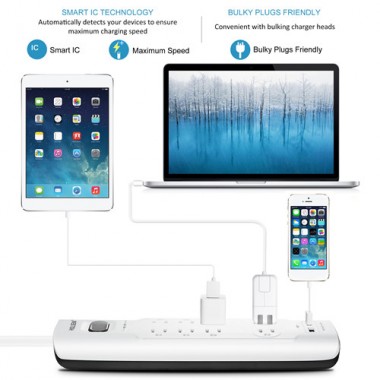 SMART IC TECHNOLOGY
Automatically detects your devices to ensure
maximum charging speed
IC
Smart IC
Maximum Speed
BULKY PLUGS FRIENDLY
Convenient with bulking charger heads
Bulky Plugs Friendly